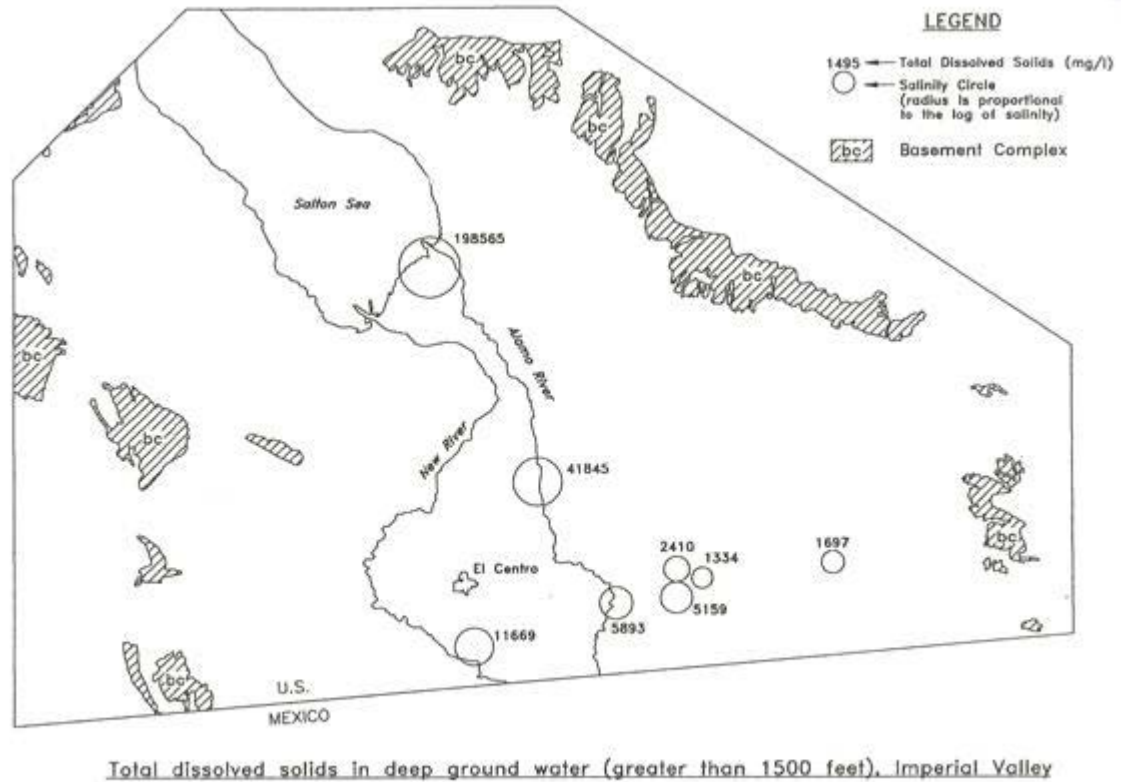 LEGEND
1495 Total Dissolved Solids (mg/l)
Salinity Circle
(radius is proportional
to the log of salinity)
bc Basement Complex
bc
bc
Salton Sea
198565
bc
bc
Alamo River
bc
New River
41845
2410
1334
1697
bc
El Centro
5893
5159
11669
bc
U.S.
MEXICO
Total dissolved solids in deep ground water (greater than 1500 feet), Imperial Valley